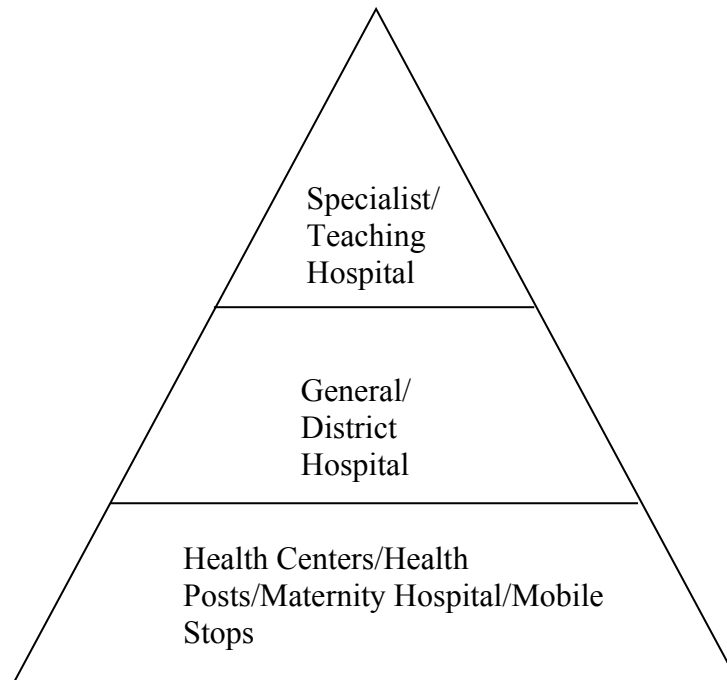 Specialist/
Teaching
Hospital
General/
District
Hospital
Health Centers/Health
Posts/Maternity Hospital/Mobile
Stops